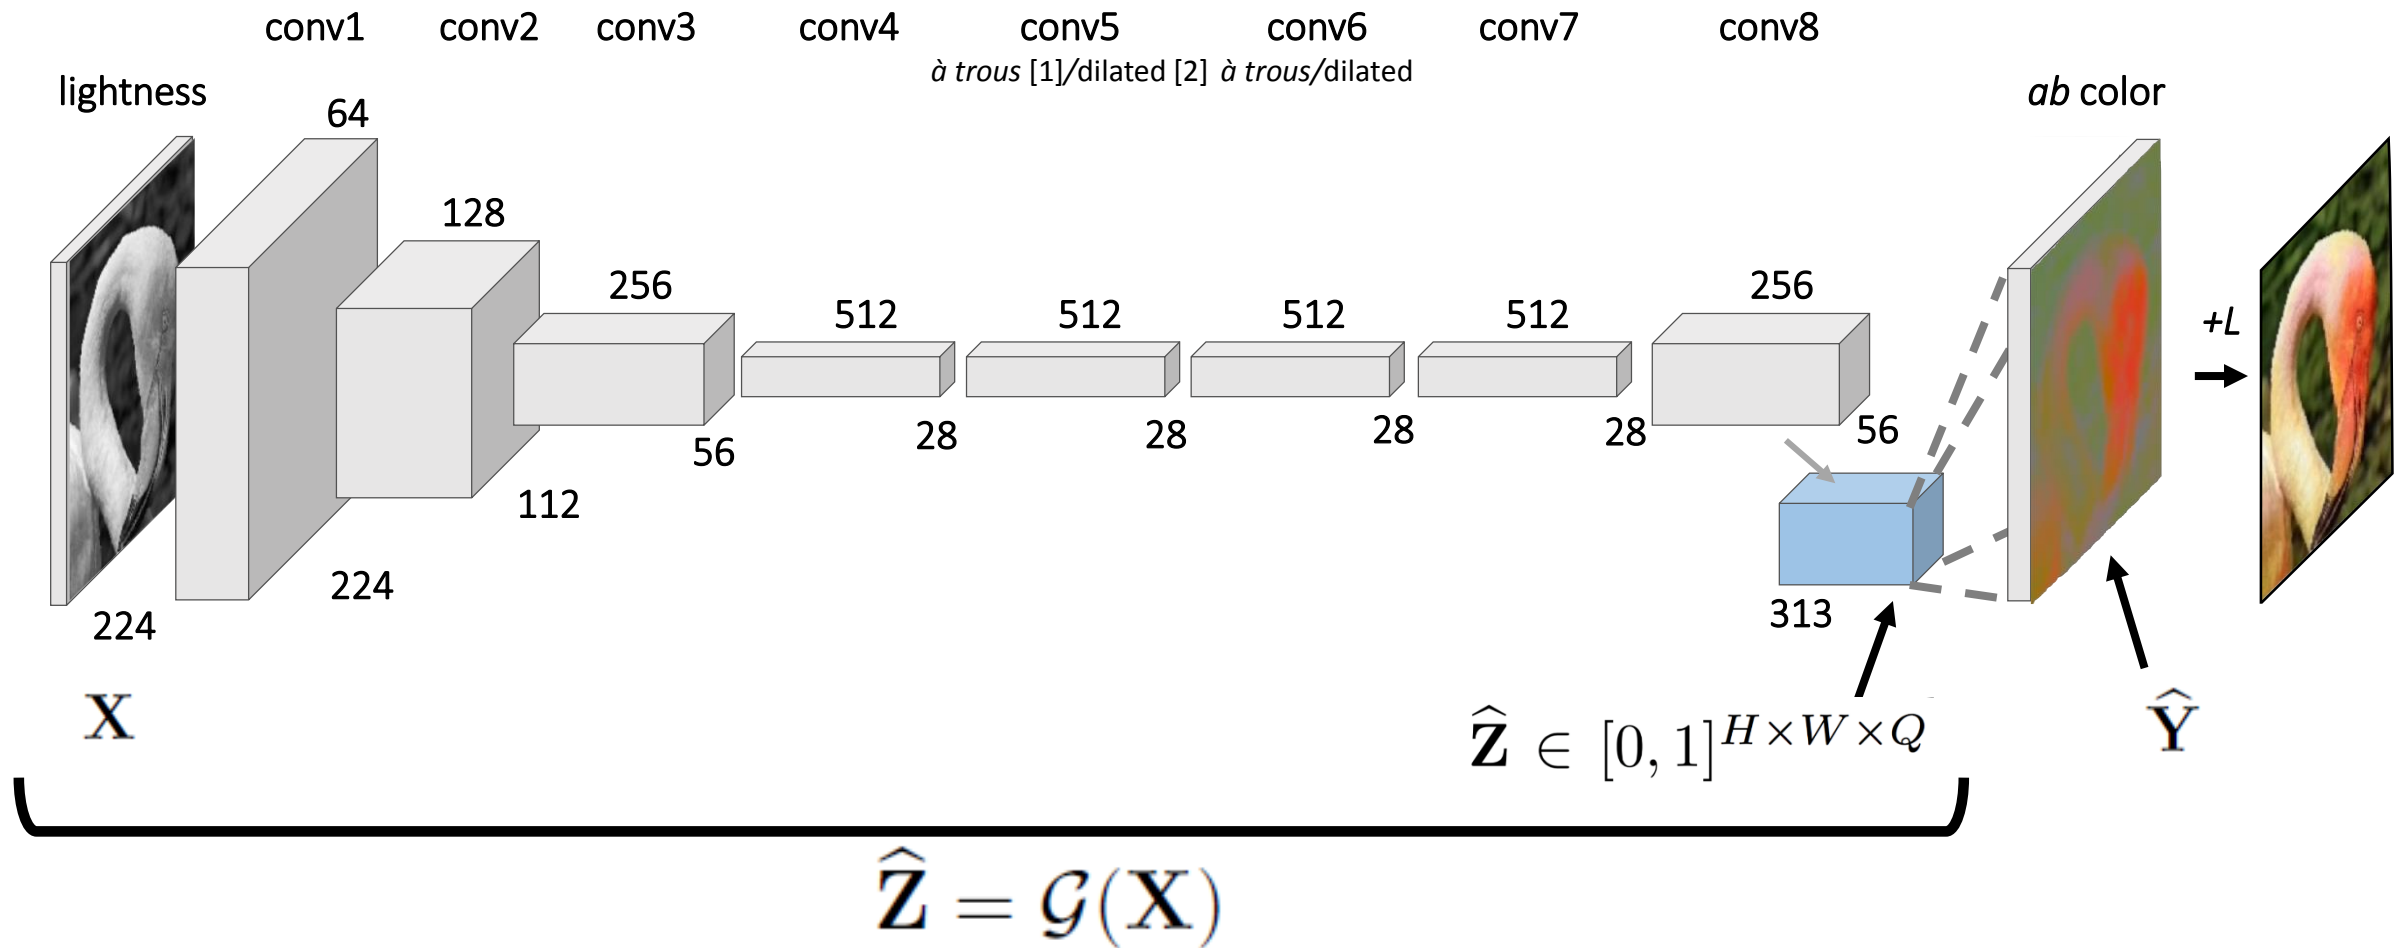 conv1 conv2 conv3 conv4 conv5 conv6 conv7 conv8
à trous [1]/dilated [2] à trous/dilated
lightness ab color
64
128
256 256
512 512 512 512
+L
28 28 28 28 56
56
112
224
224
313
X
Ẑ ∈ [0, 1]^{H×W×Q}
Ŷ
Ẑ = 𝒢(X)